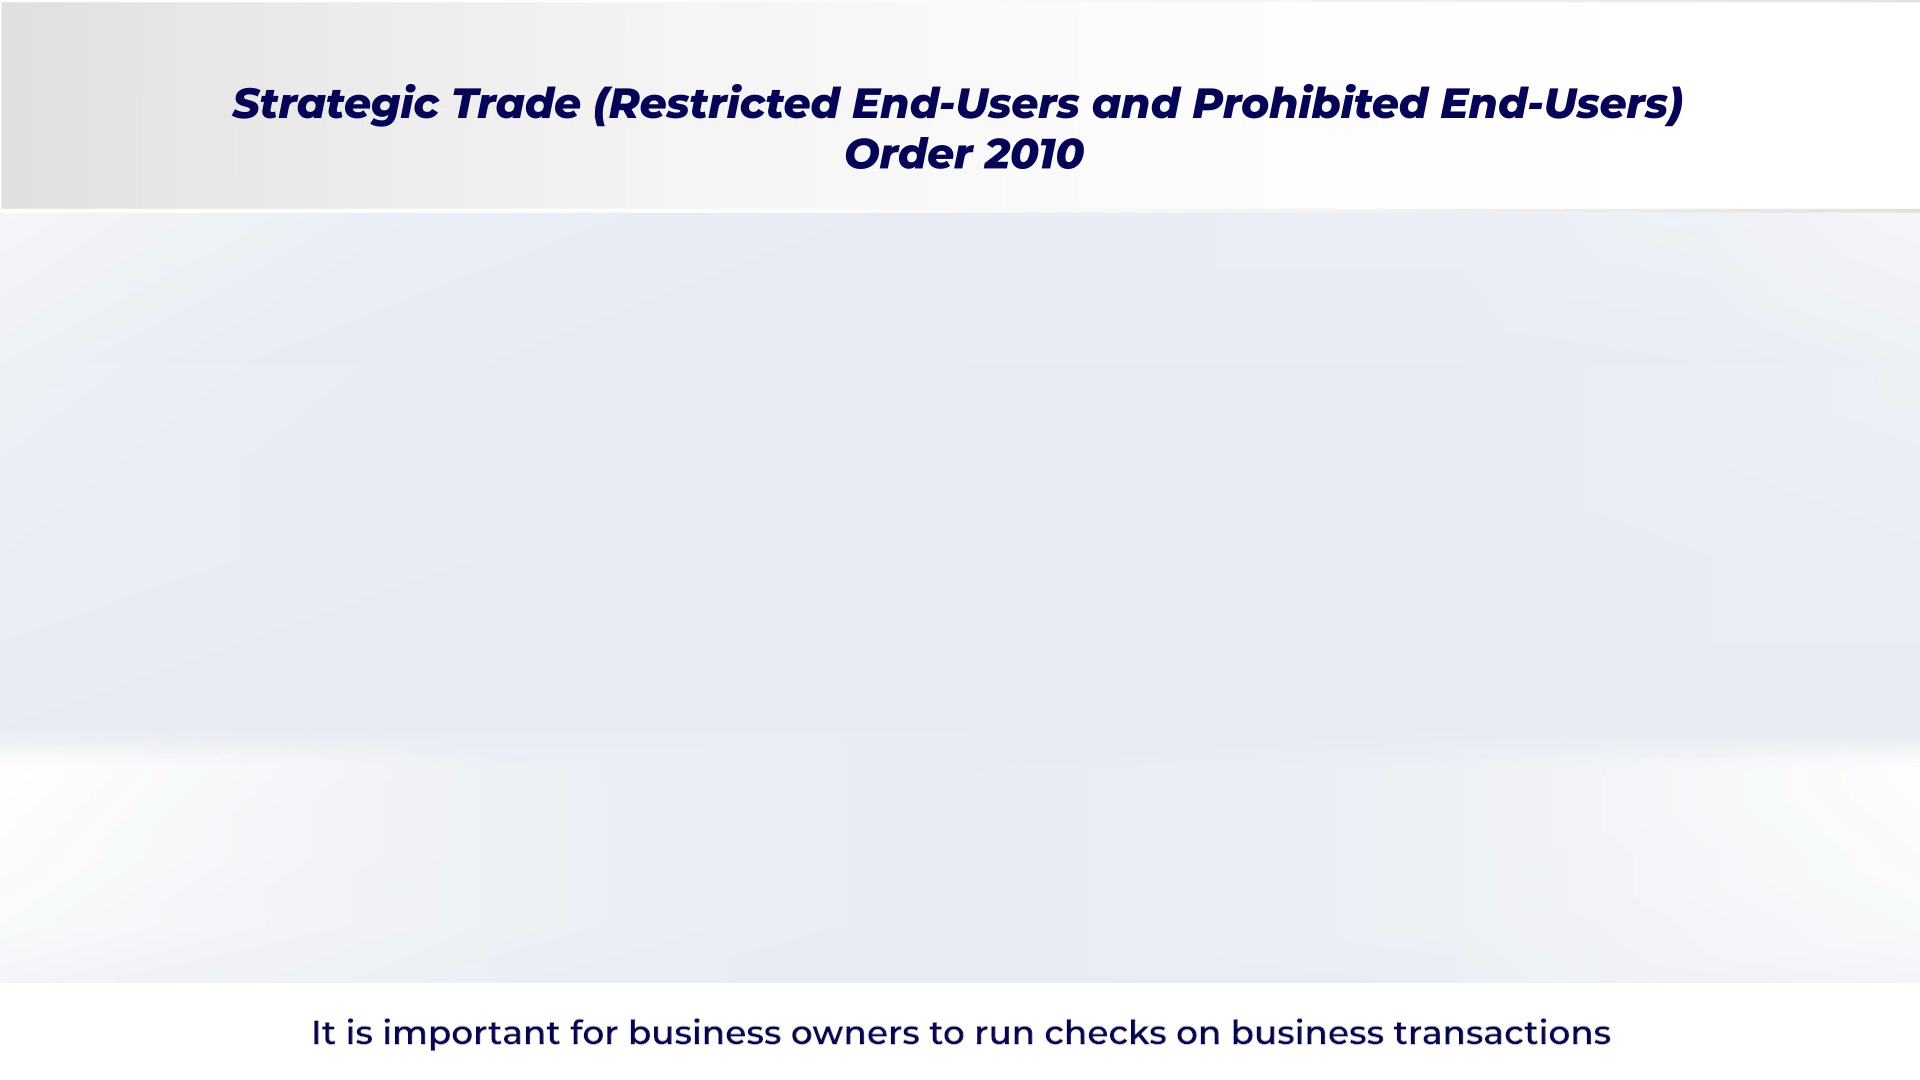 Strategic Trade (Restricted End-Users and Prohibited End-Users)
Order 2010
It is important for business owners to run checks on business transactions